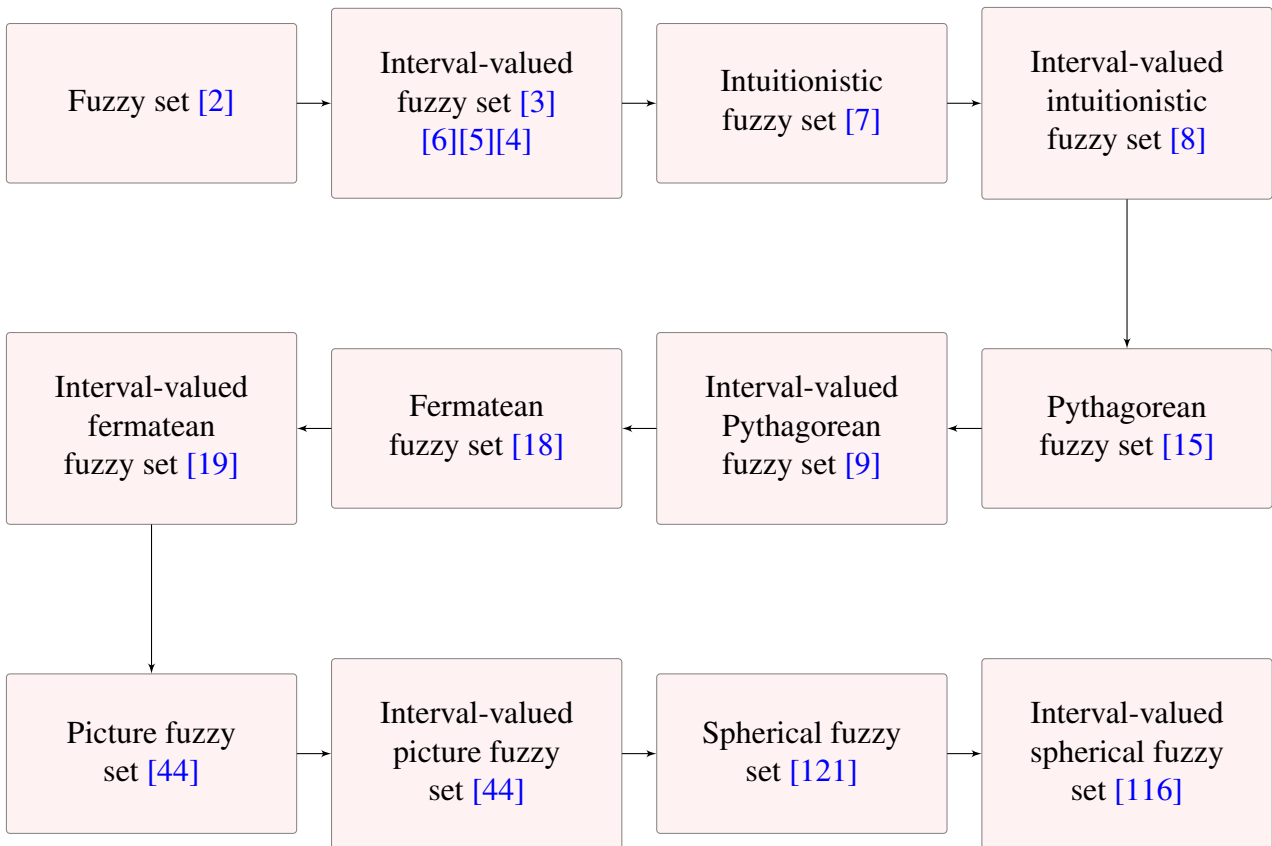 Fuzzy set [2]
Interval-valued
fuzzy set [3]
[6][5][4]
Intuitionistic
fuzzy set [7]
Interval-valued
intuitionistic
fuzzy set [8]
Pythagorean
fuzzy set [15]
Interval-valued
Pythagorean
fuzzy set [9]
Fermatean
fuzzy set [18]
Interval-valued
fermatean
fuzzy set [19]
Picture fuzzy
set [44]
Interval-valued
picture fuzzy
set [44]
Spherical fuzzy
set [121]
Interval-valued
spherical fuzzy
set [116]